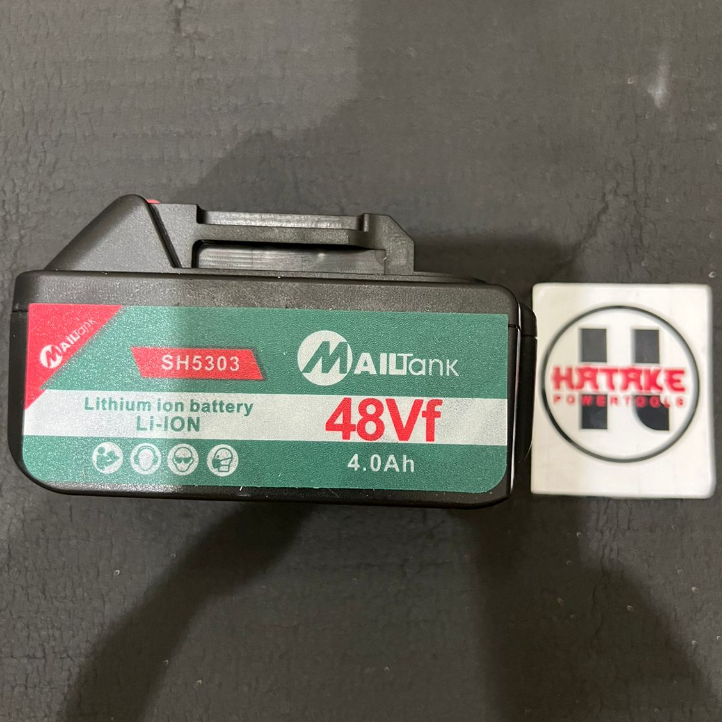 MAILTank
SH5303
MAILTank
Lithium ion battery
Li-ION
48Vf
4.0Ah
HATAKE
POWERTOOLS